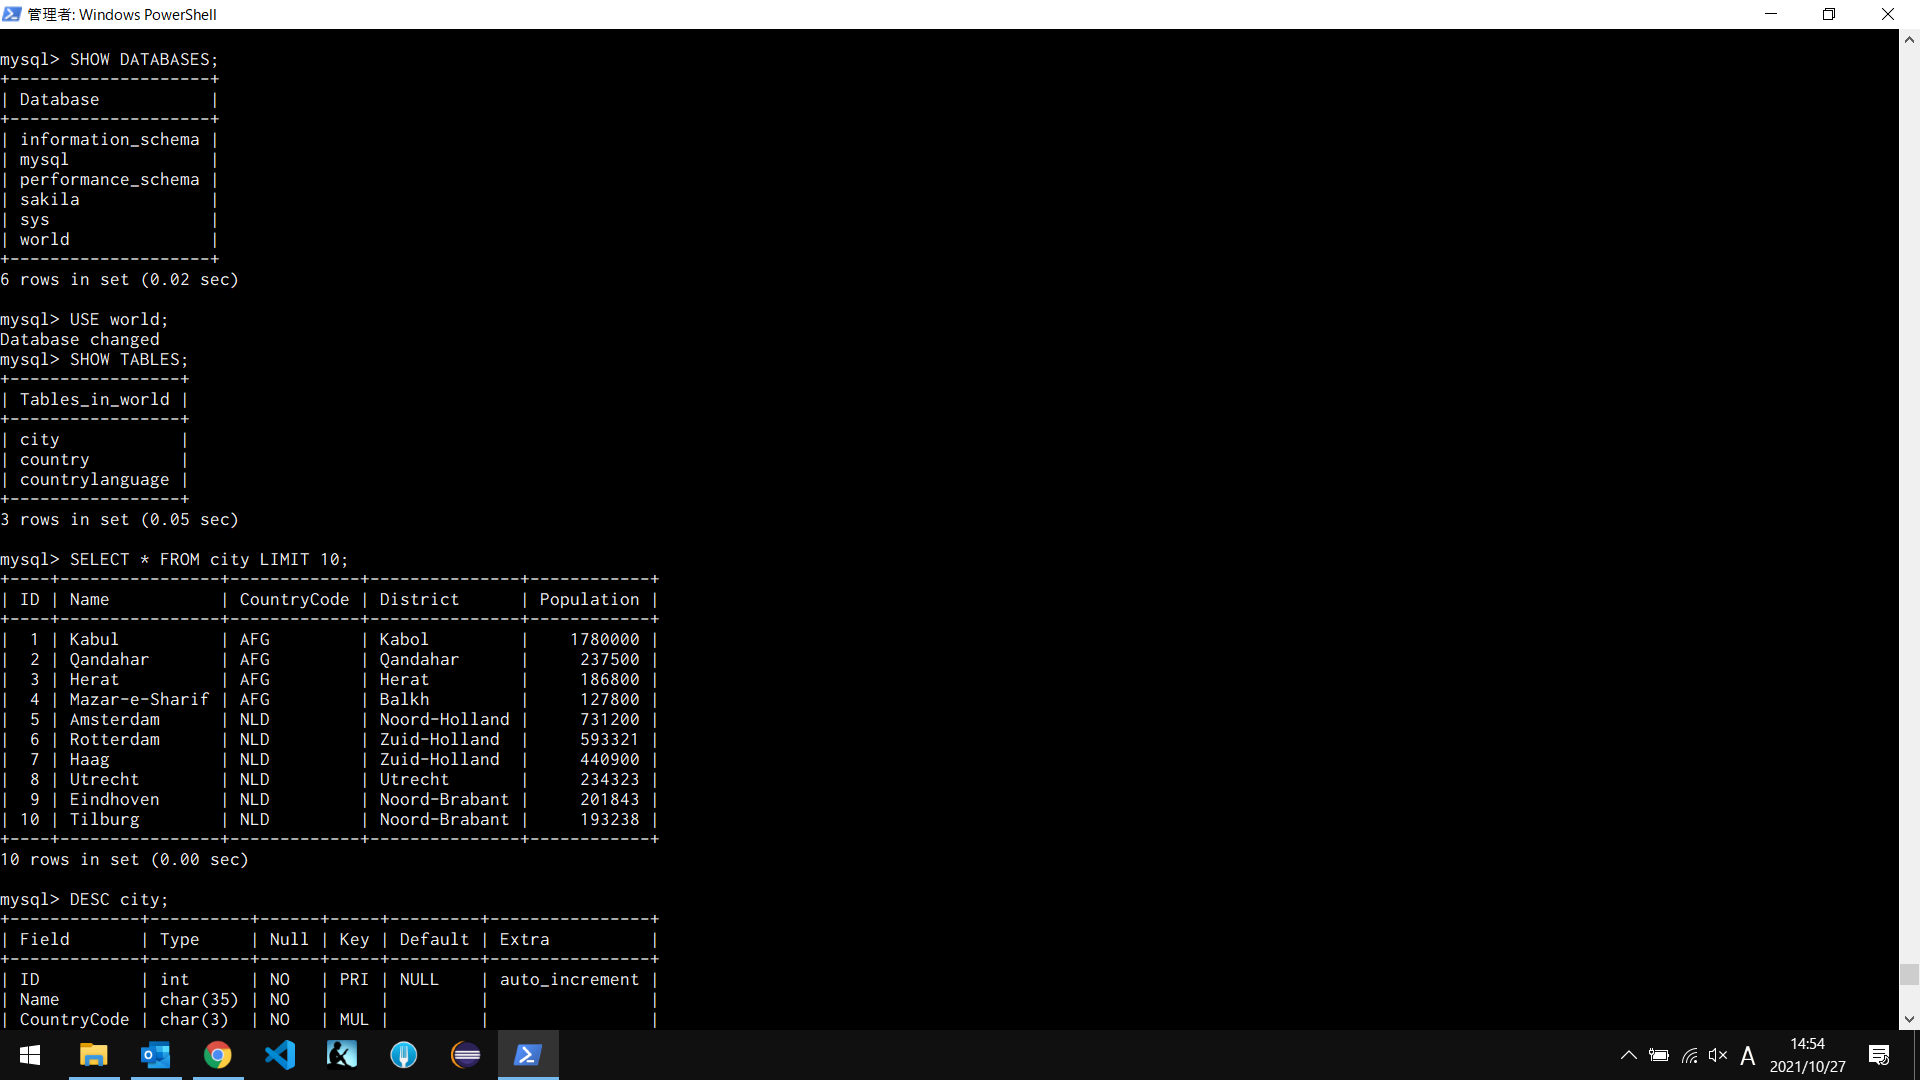 管理者: Windows PowerShell
mysql> SHOW DATABASES;
+--------------------+
| Database           |
+--------------------+
| information_schema |
| mysql              |
| performance_schema |
| sakila             |
| sys                |
| world              |
+--------------------+
6 rows in set (0.02 sec)
mysql> USE world;
Database changed
mysql> SHOW TABLES;
+-----------------+
| Tables_in_world |
+-----------------+
| city            |
| country         |
| countrylanguage |
+-----------------+
3 rows in set (0.05 sec)
mysql> SELECT * FROM city LIMIT 10;
+----+----------------+-------------+---------------+------------+
| ID | Name           | CountryCode | District      | Population |
+----+----------------+-------------+---------------+------------+
|  1 | Kabul          | AFG         | Kabol         |    1780000 |
|  2 | Qandahar       | AFG         | Qandahar      |     237500 |
|  3 | Herat          | AFG         | Herat         |     186800 |
|  4 | Mazar-e-Sharif | AFG         | Balkh         |     127800 |
|  5 | Amsterdam      | NLD         | Noord-Holland |     731200 |
|  6 | Rotterdam      | NLD         | Zuid-Holland  |     593321 |
|  7 | Haag           | NLD         | Zuid-Holland  |     440900 |
|  8 | Utrecht        | NLD         | Utrecht       |     234323 |
|  9 | Eindhoven      | NLD         | Noord-Brabant |     201843 |
| 10 | Tilburg        | NLD         | Noord-Brabant |     193238 |
+----+----------------+-------------+---------------+------------+
10 rows in set (0.00 sec)
mysql> DESC city;
+-------------+----------+------+-----+---------+----------------+
| Field       | Type     | Null | Key | Default | Extra          |
+-------------+----------+------+-----+---------+----------------+
| ID          | int      | NO   | PRI | NULL    | auto_increment |
| Name        | char(35) | NO   |     |         |                |
| CountryCode | char(3)  | NO   | MUL |         |                |
A
14:54
2021/10/27